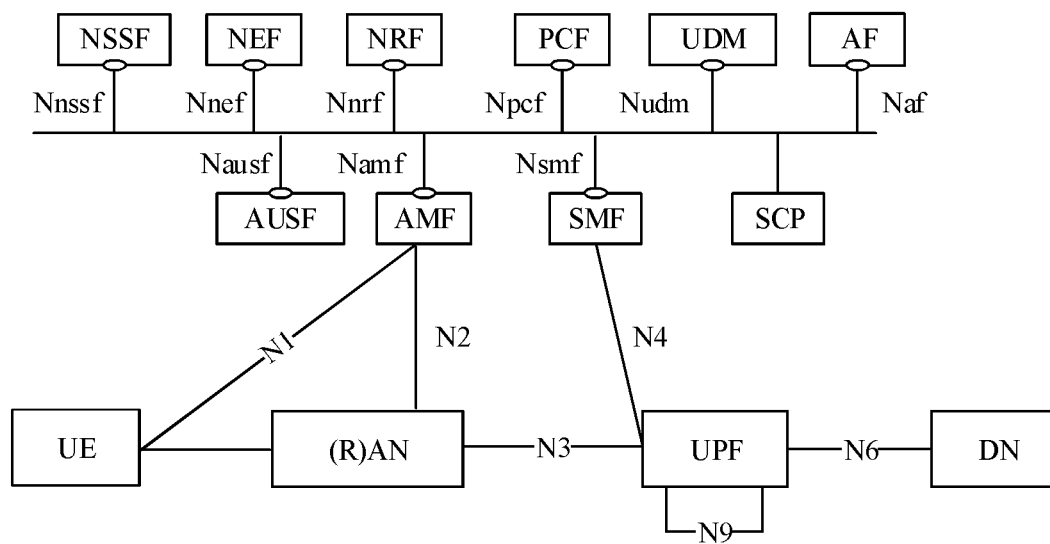 NSSF NEF NRF PCF UDM AF
Nnssf Nnef Nnrf Npcf Nudm Naf
Nausf Namf Nsmf
AUSF AMF SMF SCP
N1 N2 N4
UE (R)AN N3 UPF N6 DN
N9